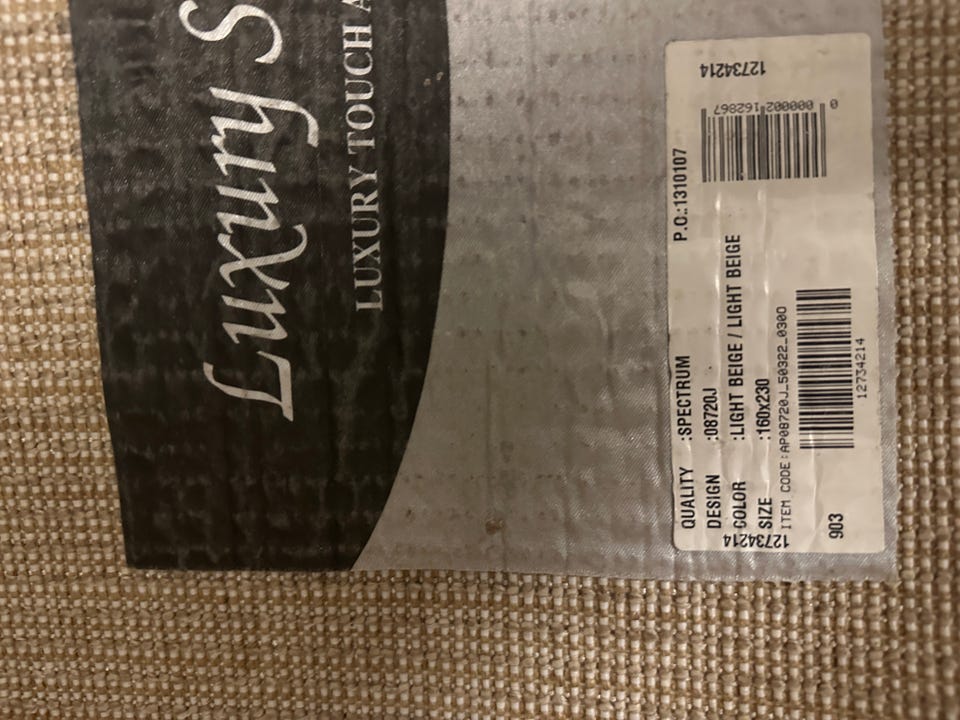 Luxury S
LUXURY TOUCH A
QUALITY :SPECTRUM P.O.:1310107
DESIGN :08720J
COLOR :LIGHT BEIGE / LIGHT BEIGE
SIZE :160x230
ITEM CODE:AP08720J_50322_0300
903
12734214
12734214
0 000002 162867
12734214